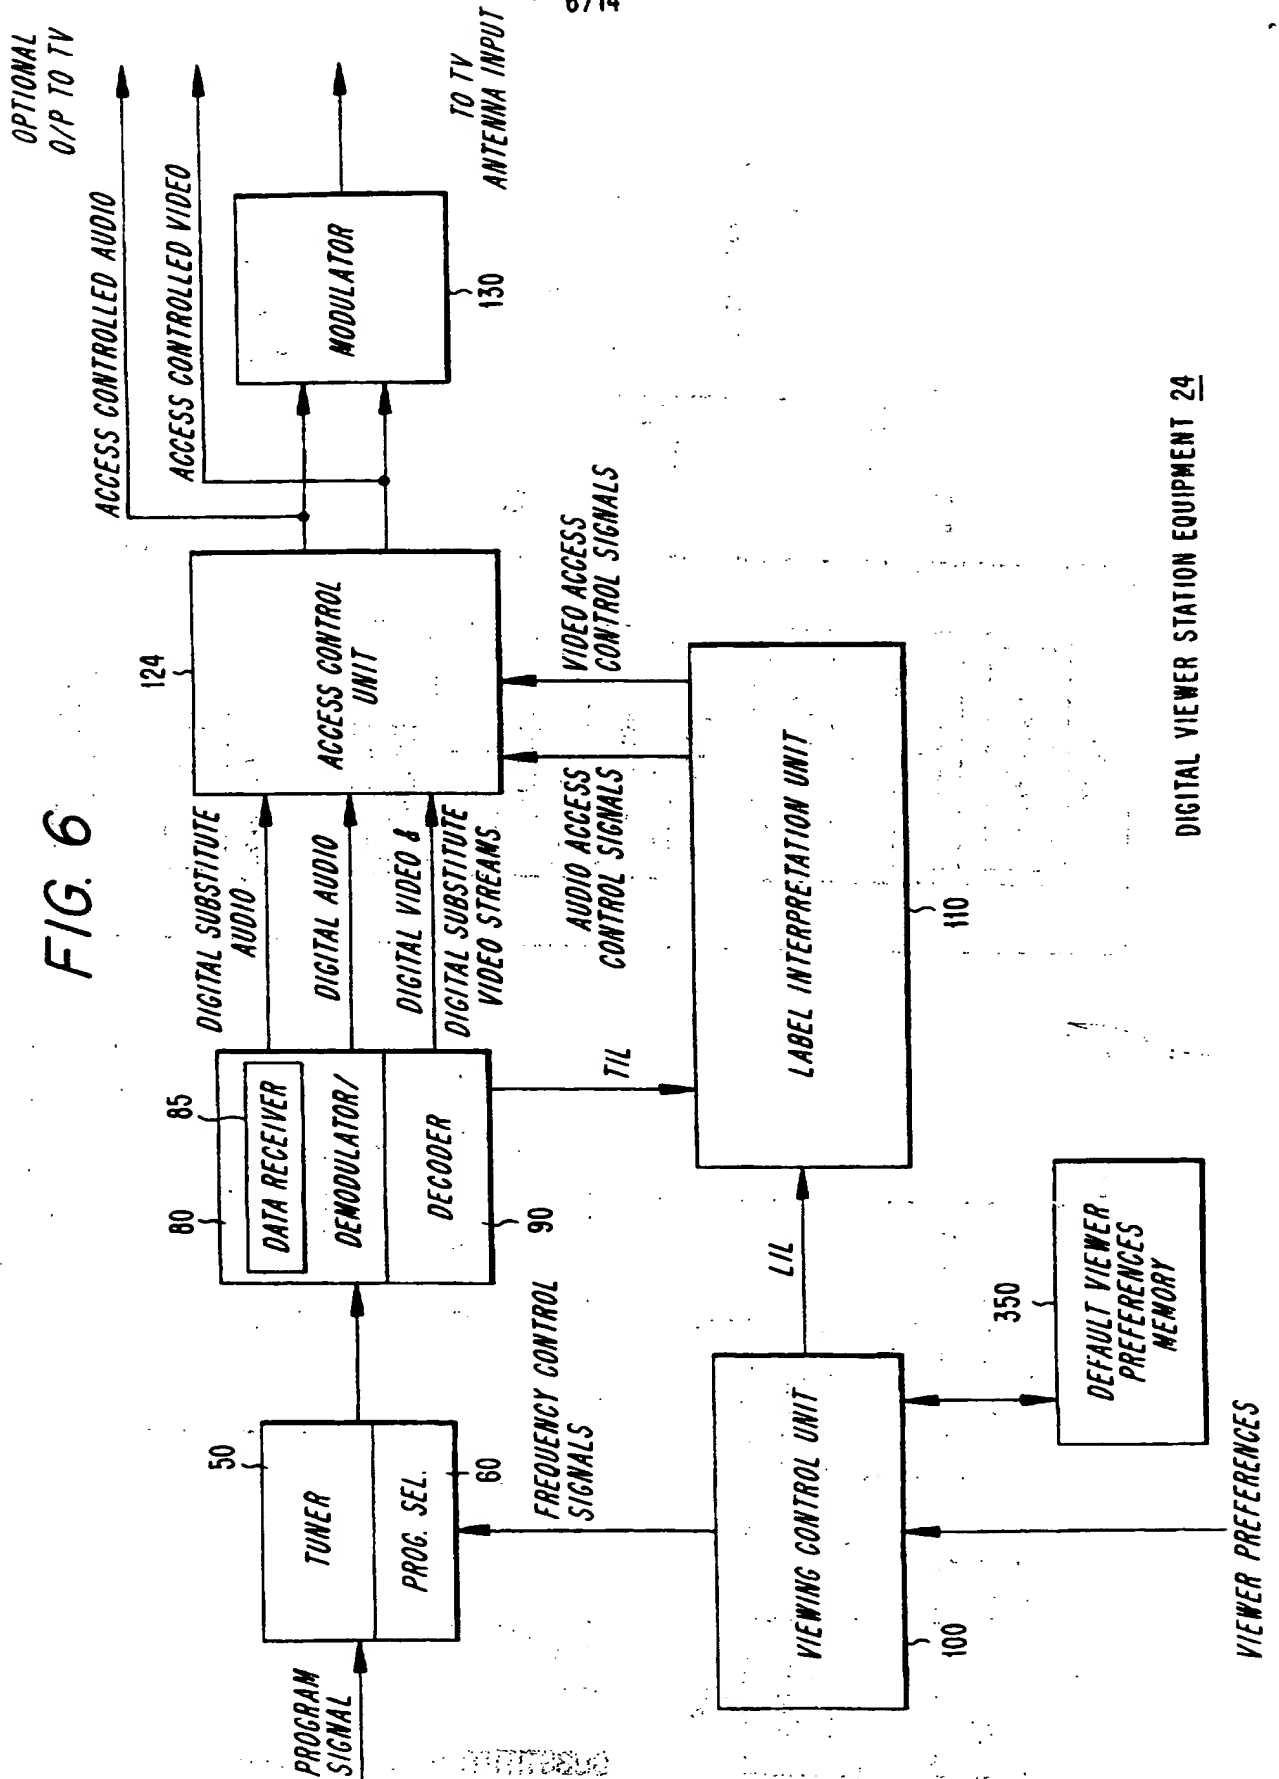 6/14
FIG. 6
OPTIONAL
O/P TO TV
ACCESS CONTROLLED AUDIO
ACCESS CONTROLLED VIDEO
TO TV
ANTENNA INPUT
MODULATOR
130
124
ACCESS CONTROL
UNIT
DIGITAL SUBSTITUTE
AUDIO
DIGITAL AUDIO
DIGITAL VIDEO &
DIGITAL SUBSTITUTE
VIDEO STREAMS
VIDEO ACCESS
CONTROL SIGNALS
AUDIO ACCESS
CONTROL SIGNALS
85
80
DATA RECEIVER
DEMODULATOR/
DECODER
90
TIL
LABEL INTERPRETATION UNIT
110
50
TUNER
PROG. SEL.
60
PROGRAM
SIGNAL
FREQUENCY CONTROL
SIGNALS
LIL
VIEWING CONTROL UNIT
100
350
DEFAULT VIEWER
PREFERENCES
MEMORY
VIEWER PREFERENCES
DIGITAL VIEWER STATION EQUIPMENT 24